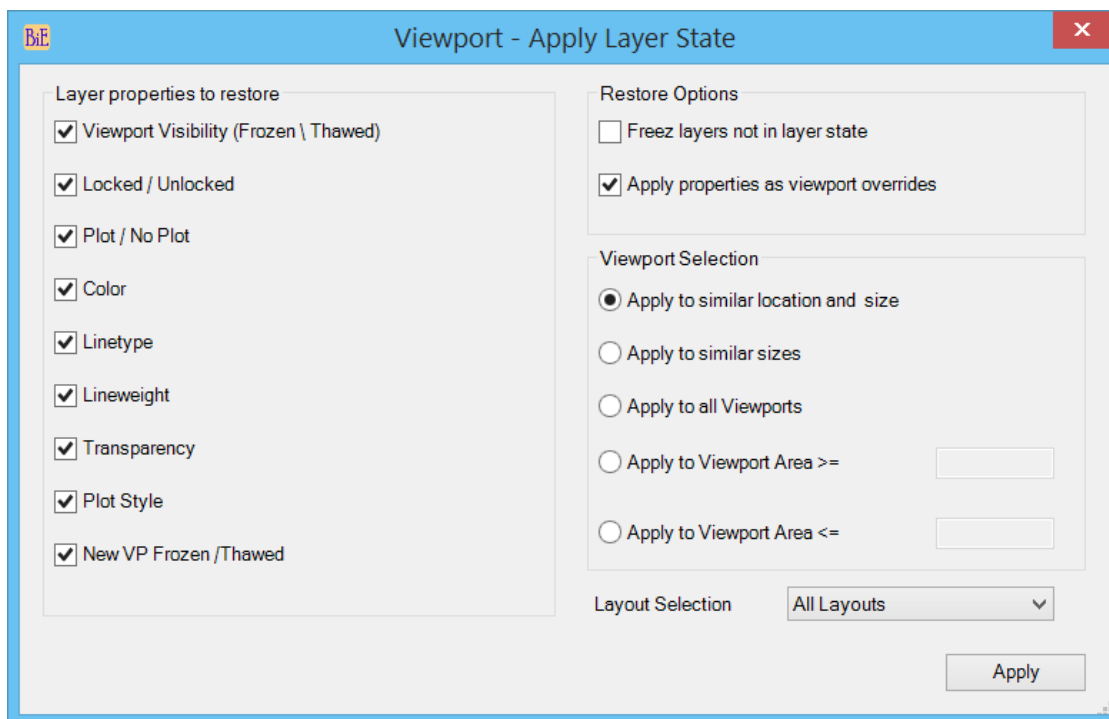 BiE
Viewport - Apply Layer State
Layer properties to restore
Viewport Visibility (Frozen \ Thawed)
Locked / Unlocked
Plot / No Plot
Color
Linetype
Lineweight
Transparency
Plot Style
New VP Frozen /Thawed
Restore Options
Freez layers not in layer state
Apply properties as viewport overrides
Viewport Selection
Apply to similar location and  size
Apply to similar sizes
Apply to all Viewports
Apply to Viewport Area >=
Apply to Viewport Area <=
Layout Selection
All Layouts
Apply